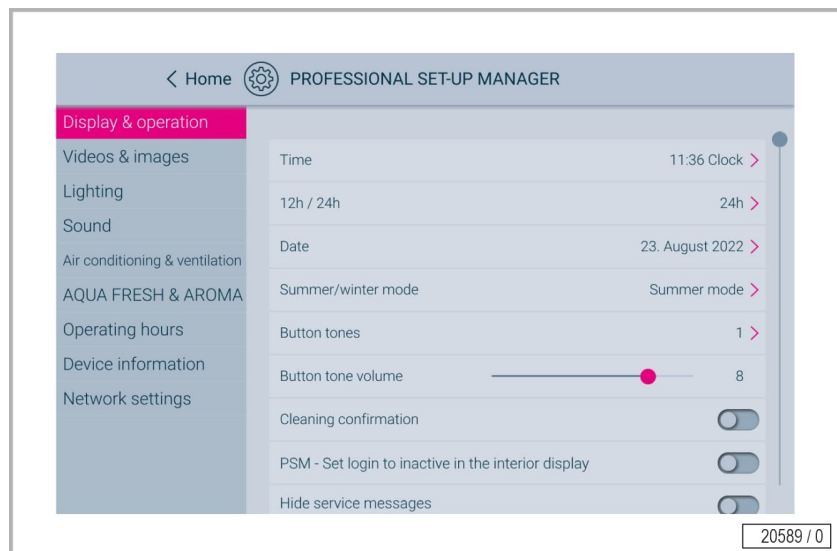 Home PROFESSIONAL SET-UP MANAGER
Display & operation
Videos & images
Lighting
Sound
Air conditioning & ventilation
AQUA FRESH & AROMA
Operating hours
Device information
Network settings
Time 11:36 Clock
12h / 24h 24h
Date 23. August 2022
Summer/winter mode Summer mode
Button tones 1
Button tone volume 8
Cleaning confirmation
PSM - Set login to inactive in the interior display
Hide service messages
20589 / 0